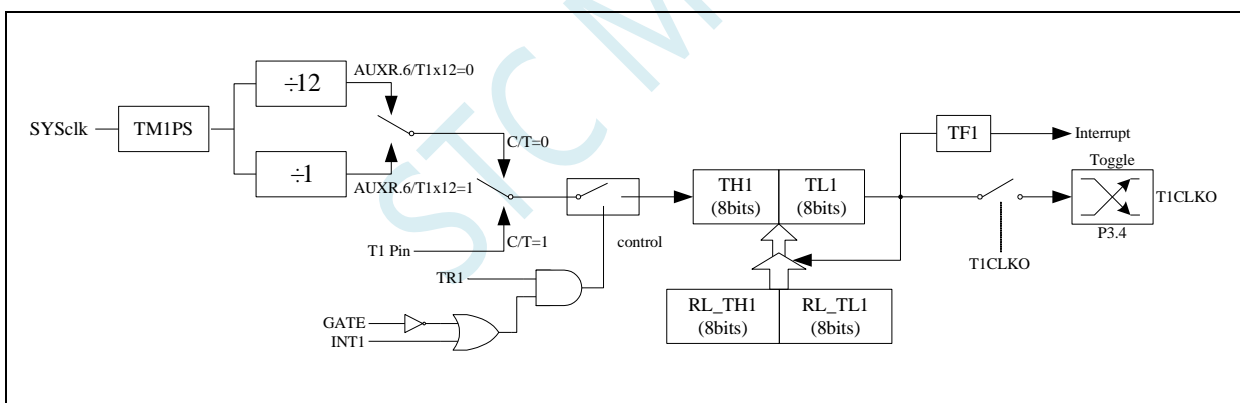 STC M
SYSclk
TM1PS
÷12
AUXR.6/T1x12=0
÷1
AUXR.6/T1x12=1
C/T=0
C/T=1
T1 Pin
TR1
GATE
INT1
control
TH1
(8bits)
TL1
(8bits)
RL_TH1
(8bits)
RL_TL1
(8bits)
TF1
Interrupt
Toggle
T1CLKO
P3.4
T1CLKO